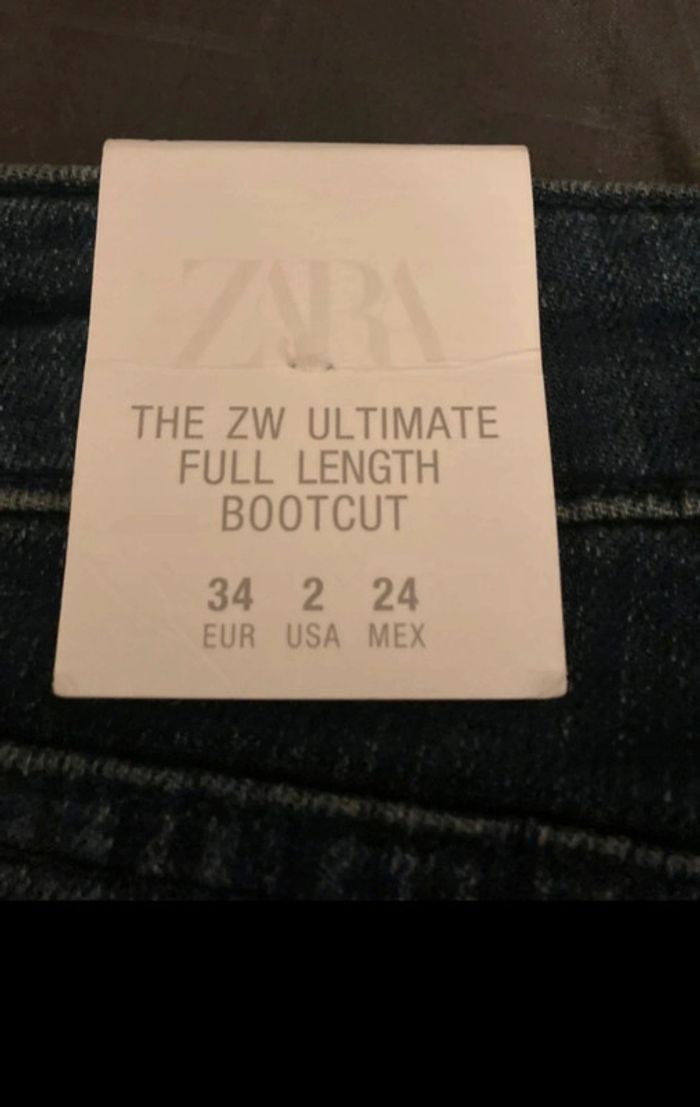 ZARA
THE ZW ULTIMATE
FULL LENGTH
BOOTCUT
34 2 24
EUR USA MEX